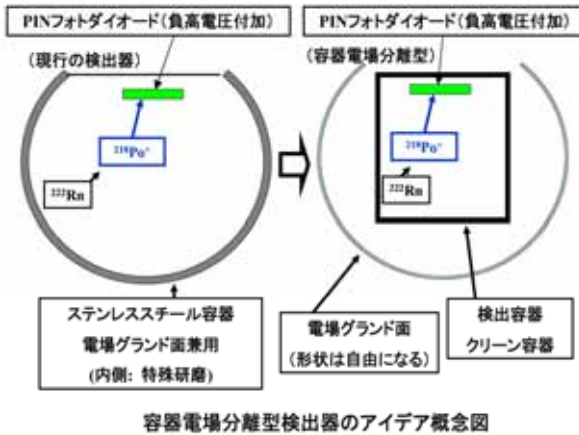 PINフォトダイオード(負高電圧付加)
(現行の検出器)
²¹⁸Po⁺
²²²Rn
ステンレススチール容器
電場グランド面兼用
(内側: 特殊研磨)
PINフォトダイオード(負高電圧付加)
(容器電場分離型)
²¹⁸Po⁺
²²²Rn
電場グランド面
(形状は自由になる)
検出容器
クリーン容器
容器電場分離型検出器のアイデア概念図